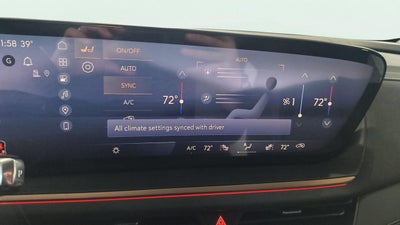 1:58 39°
G
ON/OFF
AUTO
SYNC
A/C
72°
AUTO
72°
All climate settings synced with driver
A/C 72° 72°
P